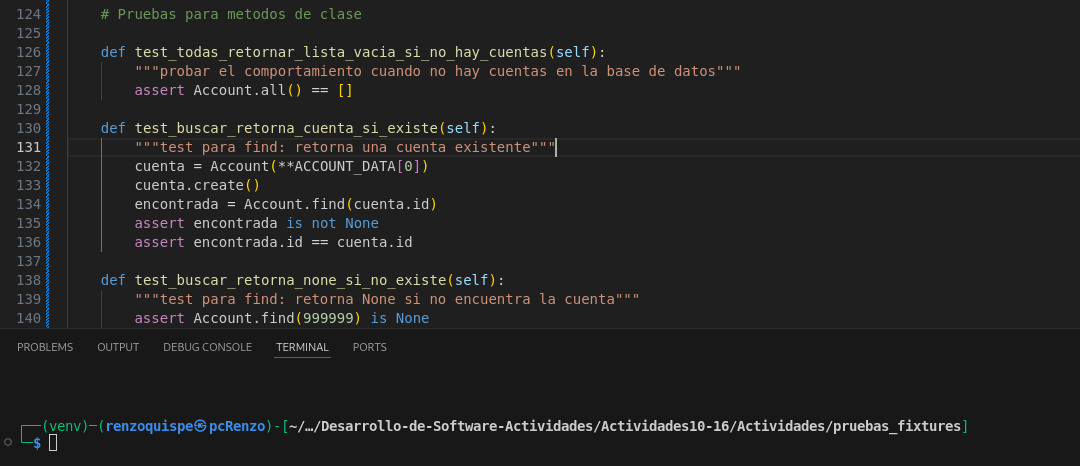 124 # Pruebas para metodos de clase
125
126 def test_todas_retornar_lista_vacia_si_no_hay_cuentas(self):
127 """probar el comportamiento cuando no hay cuentas en la base de datos"""
128 assert Account.all() == []
129
130 def test_buscar_retorna_cuenta_si_existe(self):
131 """test para find: retorna una cuenta existente"""
132 cuenta = Account(**ACCOUNT_DATA[0])
133 cuenta.create()
134 encontrada = Account.find(cuenta.id)
135 assert encontrada is not None
136 assert encontrada.id == cuenta.id
137
138 def test_buscar_retorna_none_si_no_existe(self):
139 """test para find: retorna None si no encuentra la cuenta"""
140 assert Account.find(999999) is None
PROBLEMS OUTPUT DEBUG CONSOLE TERMINAL PORTS
┌──(venv)─(renzoquispe㉿pcRenzo)-[~/…/Desarrollo-de-Software-Actividades/Actividades10-16/Actividades/pruebas_fixtures]
└─$